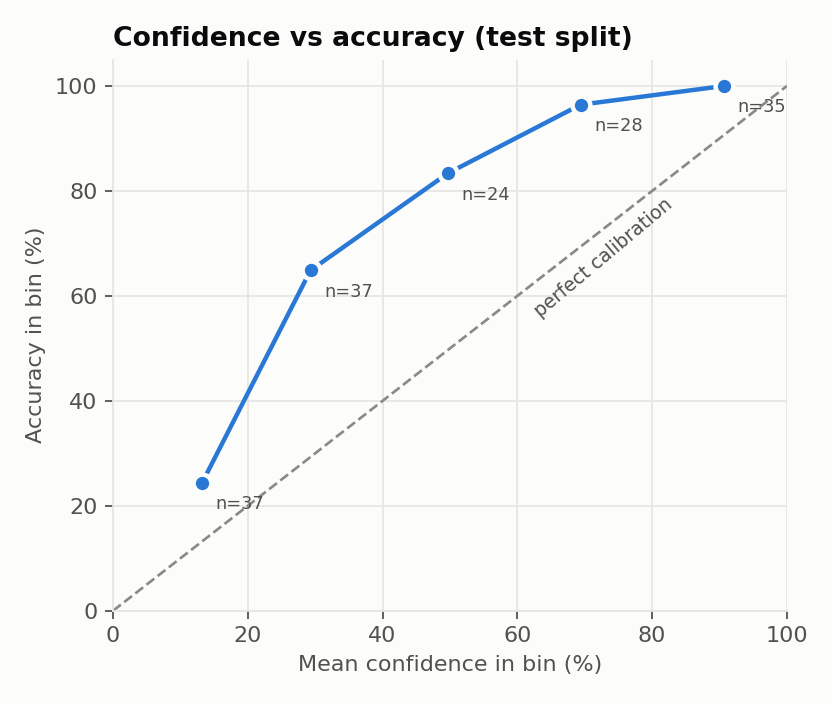 Confidence vs accuracy (test split)
Accuracy in bin (%)
100
80
60
40
20
0
n=35
n=28
n=24
n=37
n=37
perfect calibration
0 20 40 60 80 100
Mean confidence in bin (%)